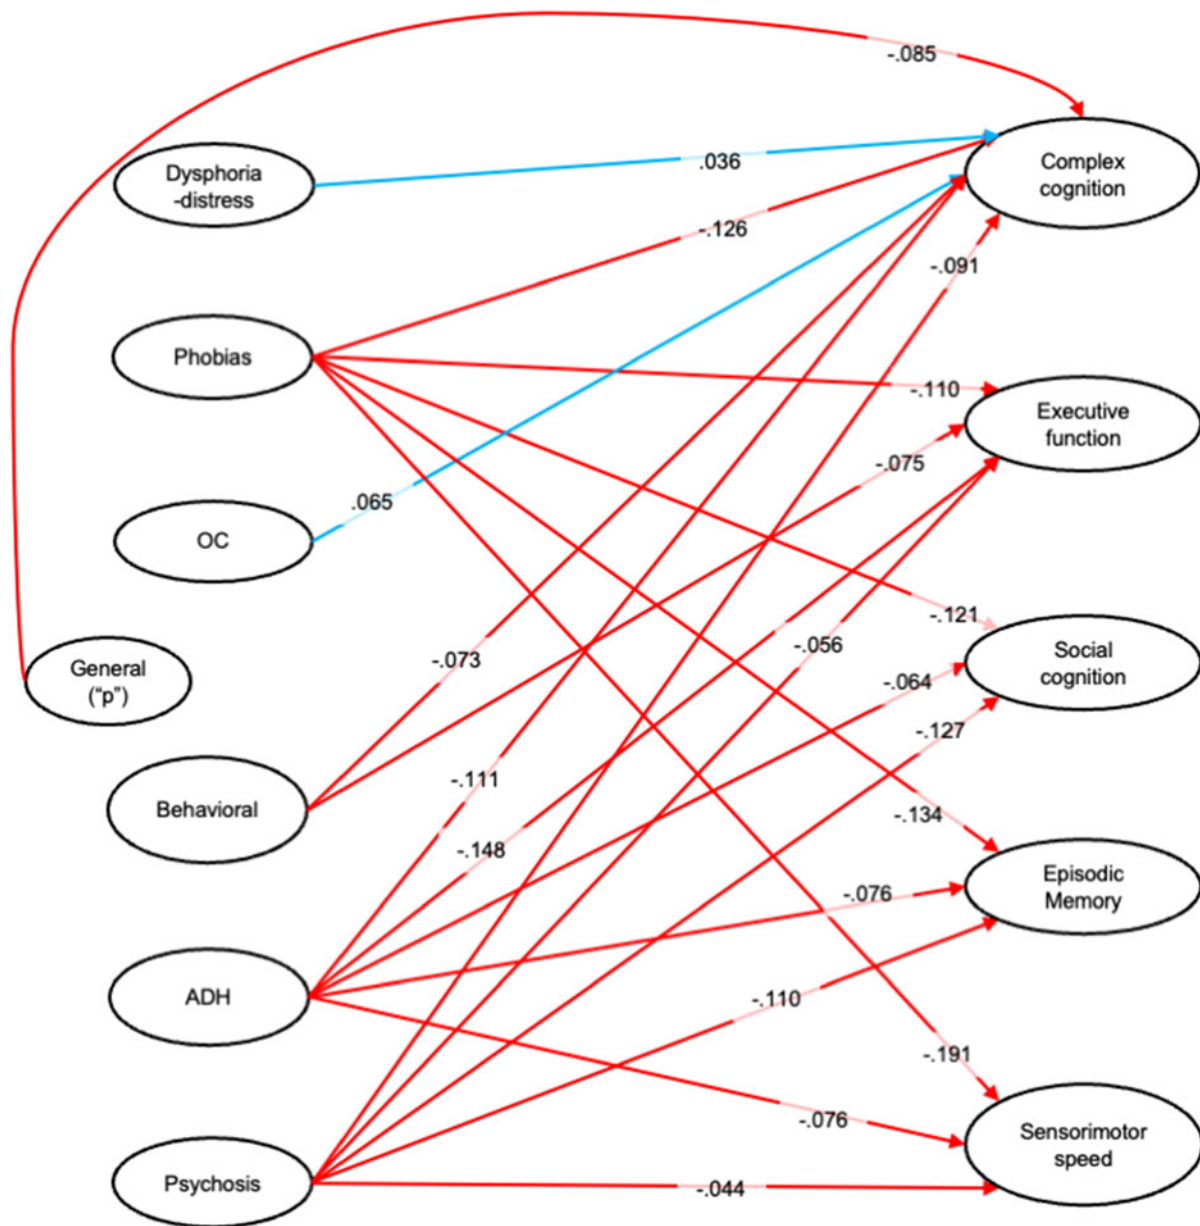 -.085
Dysphoria
-distress
.036
Complex
cognition
-.126
-.091
Phobias
-.110
Executive
function
-.075
.065
OC
-.121
-.056
Social
cognition
-.073
General
("p")
-.064
-.127
-.111
Behavioral
-.134
-.148
-.076
Episodic
Memory
ADH
-.110
-.191
-.076
Sensorimotor
speed
Psychosis
-.044